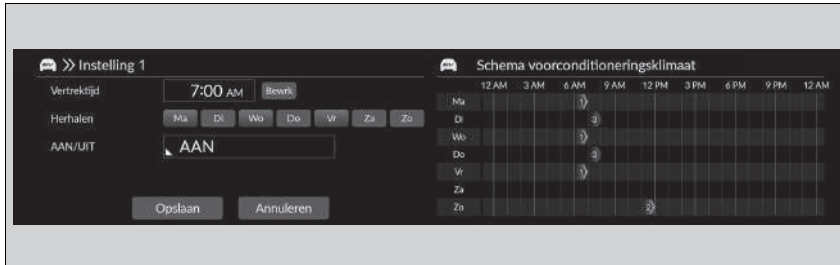 Instelling 1
Vertrektijd 7:00 AM Bewrk
Herhalen Ma Di Wo Do Vr Za Zo
AAN/UIT AAN
Opslaan Annuleren
Schema voorconditioneringsklimaat
12 AM 3 AM 6 AM 9 AM 12 PM 3 PM 6 PM 9 PM 12 AM
Ma 1
Di 3
Wo 1
Do 3
Vr 1
Za
Zo 2